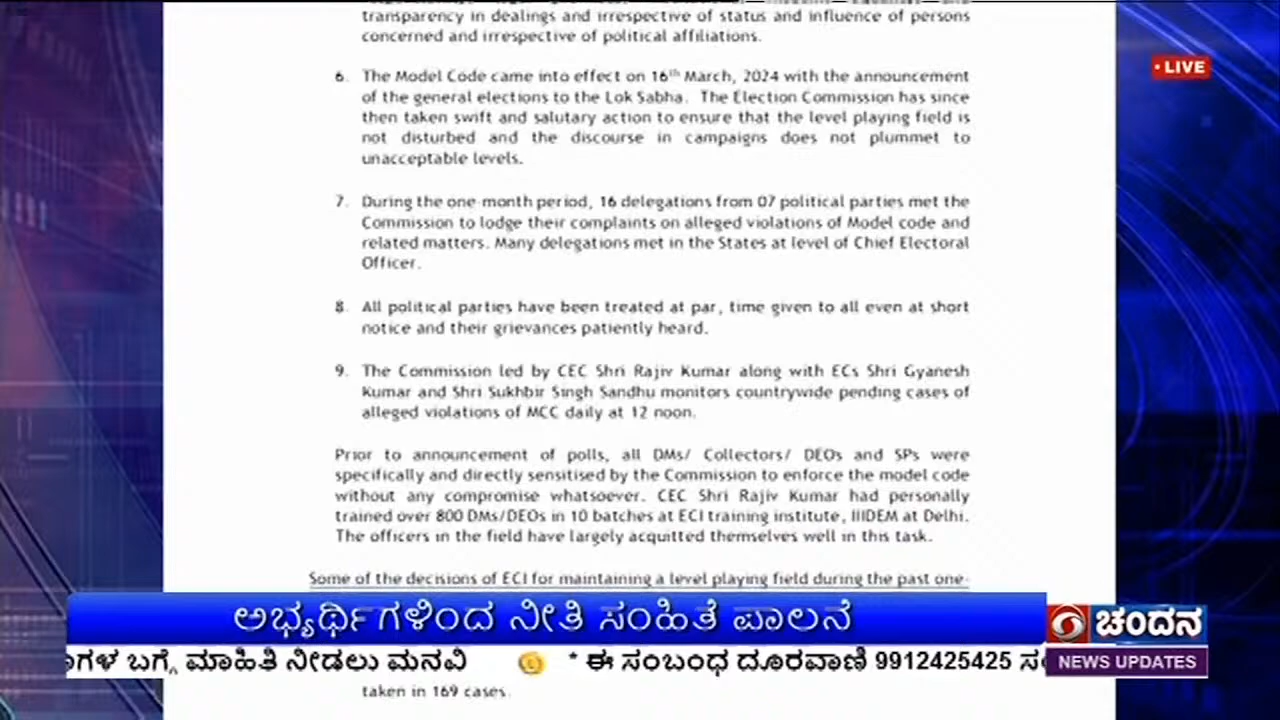 transparency in dealings and irrespective of status and influence of persons
concerned and irrespective of political affiliations.
6. The Model Code came into effect on 16th March, 2024 with the announcement
of the general elections to the Lok Sabha. The Election Commission has since
then taken swift and salutary action to ensure that the level playing field is
not disturbed and the discourse in campaigns does not plummet to
unacceptable levels.
7. During the one-month period, 16 delegations from 07 political parties met the
Commission to lodge their complaints on alleged violations of Model code and
related matters. Many delegations met in the States at level of Chief Electoral
Officer.
8. All political parties have been treated at par, time given to all even at short
notice and their grievances patiently heard.
9. The Commission led by CEC Shri Rajiv Kumar along with ECs Shri Gyanesh
Kumar and Shri Sukhbir Singh Sandhu monitors countrywide pending cases of
alleged violations of MCC daily at 12 noon.
Prior to announcement of polls, all DMs/ Collectors/ DEOs and SPs were
specifically and directly sensitised by the Commission to enforce the model code
without any compromise whatsoever. CEC Shri Rajiv Kumar had personally
trained over 800 DMs/DEOs in 10 batches at ECI training institute, IIIDEM at Delhi.
The officers in the field have largely acquitted themselves well in this task.
Some of the decisions of ECI for maintaining a level playing field during the past one-
LIVE
ಅಭ್ಯರ್ಥಿಗಳಿಂದ ನೀತಿ ಸಂಹಿತೆ ಪಾಲನೆ
ಚಂದನ
NEWS UPDATES
ಗಳ ಬಗ್ಗೆ ಮಾಹಿತಿ ನೀಡಲು ಮನವಿ * ಈ ಸಂಬಂಧ ದೂರವಾಣಿ 9912425425
taken in 169 cases.